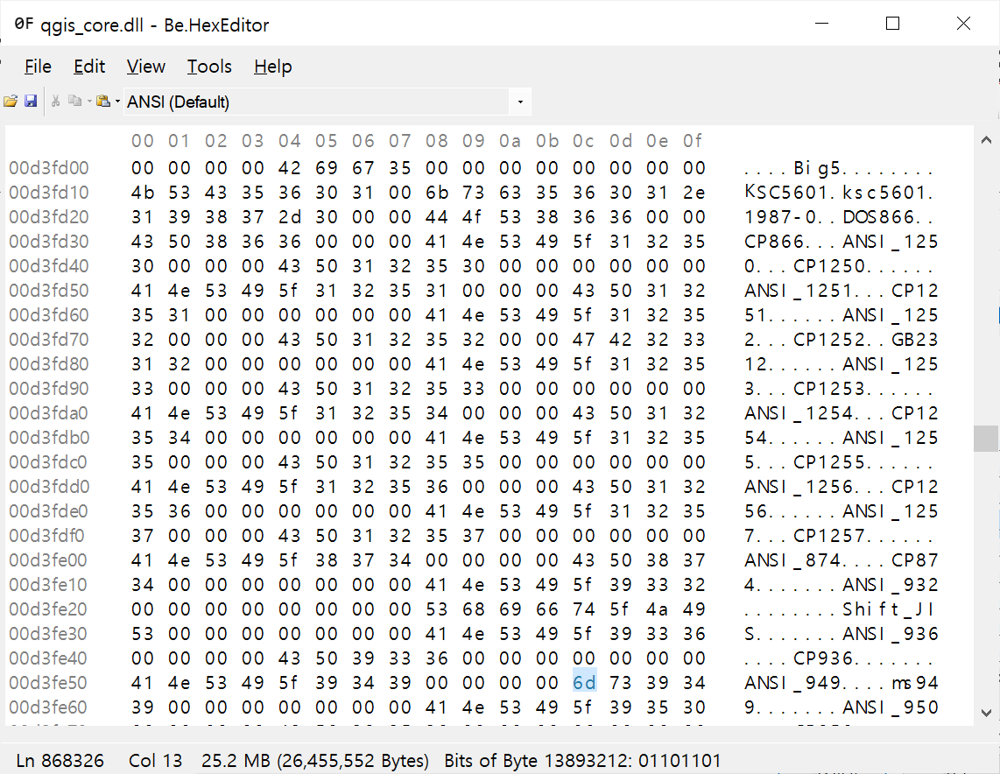 0F qgis_core.dll - Be.HexEditor
File Edit View Tools Help
ANSI (Default)
00 01 02 03 04 05 06 07 08 09 0a 0b 0c 0d 0e 0f
00d3fd00 00 00 00 00 42 69 67 35 00 00 00 00 00 00 00 00 ....Big5........
00d3fd10 4b 53 43 35 36 30 31 00 6b 73 63 35 36 30 31 2e KSC5601.ksc5601.
00d3fd20 31 39 38 37 2d 30 00 00 44 4f 53 38 36 36 00 00 1987-0..DOS866..
00d3fd30 43 50 38 36 36 00 00 00 41 4e 53 49 5f 31 32 35 CP866...ANSI_125
00d3fd40 30 00 00 00 43 50 31 32 35 30 00 00 00 00 00 00 0...CP1250......
00d3fd50 41 4e 53 49 5f 31 32 35 31 00 00 00 43 50 31 32 ANSI_1251...CP12
00d3fd60 35 31 00 00 00 00 00 00 41 4e 53 49 5f 31 32 35 51......ANSI_125
00d3fd70 32 00 00 00 43 50 31 32 35 32 00 00 47 42 32 33 2...CP1252..GB23
00d3fd80 31 32 00 00 00 00 00 00 41 4e 53 49 5f 31 32 35 12......ANSI_125
00d3fd90 33 00 00 00 43 50 31 32 35 33 00 00 00 00 00 00 3...CP1253......
00d3fda0 41 4e 53 49 5f 31 32 35 34 00 00 00 43 50 31 32 ANSI_1254...CP12
00d3fdb0 35 34 00 00 00 00 00 00 41 4e 53 49 5f 31 32 35 54......ANSI_125
00d3fdc0 35 00 00 00 43 50 31 32 35 35 00 00 00 00 00 00 5...CP1255......
00d3fdd0 41 4e 53 49 5f 31 32 35 36 00 00 00 43 50 31 32 ANSI_1256...CP12
00d3fde0 35 36 00 00 00 00 00 00 41 4e 53 49 5f 31 32 35 56......ANSI_125
00d3fdf0 37 00 00 00 43 50 31 32 35 37 00 00 00 00 00 00 7...CP1257......
00d3fe00 41 4e 53 49 5f 38 37 34 00 00 00 00 43 50 38 37 ANSI_874....CP87
00d3fe10 34 00 00 00 00 00 00 00 41 4e 53 49 5f 39 33 32 4.......ANSI_932
00d3fe20 00 00 00 00 00 00 00 00 53 68 69 66 74 5f 4a 49 ........Shift_JI
00d3fe30 53 00 00 00 00 00 00 00 41 4e 53 49 5f 39 33 36 S.......ANSI_936
00d3fe40 00 00 00 00 43 50 39 33 36 00 00 00 00 00 00 00 ....CP936.......
00d3fe50 41 4e 53 49 5f 39 34 39 00 00 00 00 6d 73 39 34 ANSI_949....ms94
00d3fe60 39 00 00 00 00 00 00 00 41 4e 53 49 5f 39 35 30 9.......ANSI_950
Ln 868326 Col 13 25.2 MB (26,455,552 Bytes) Bits of Byte 13893212: 01101101